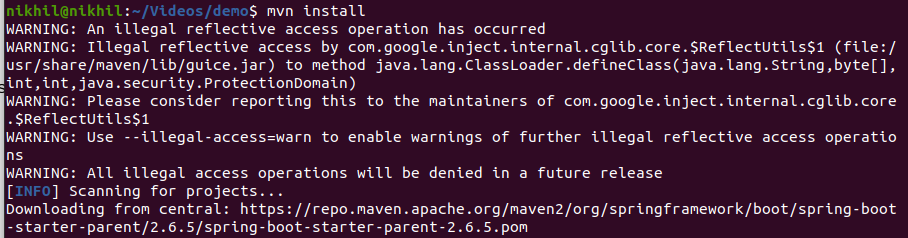 nikhil@nikhil:~/Videos/demo$ mvn install
WARNING: An illegal reflective access operation has occurred
WARNING: Illegal reflective access by com.google.inject.internal.cglib.core.$ReflectUtils$1 (file:/
usr/share/maven/lib/guice.jar) to method java.lang.ClassLoader.defineClass(java.lang.String,byte[],
int,int,java.security.ProtectionDomain)
WARNING: Please consider reporting this to the maintainers of com.google.inject.internal.cglib.core
.$ReflectUtils$1
WARNING: Use --illegal-access=warn to enable warnings of further illegal reflective access operatio
ns
WARNING: All illegal access operations will be denied in a future release
[INFO] Scanning for projects...
Downloading from central: https://repo.maven.apache.org/maven2/org/springframework/boot/spring-boot
-starter-parent/2.6.5/spring-boot-starter-parent-2.6.5.pom